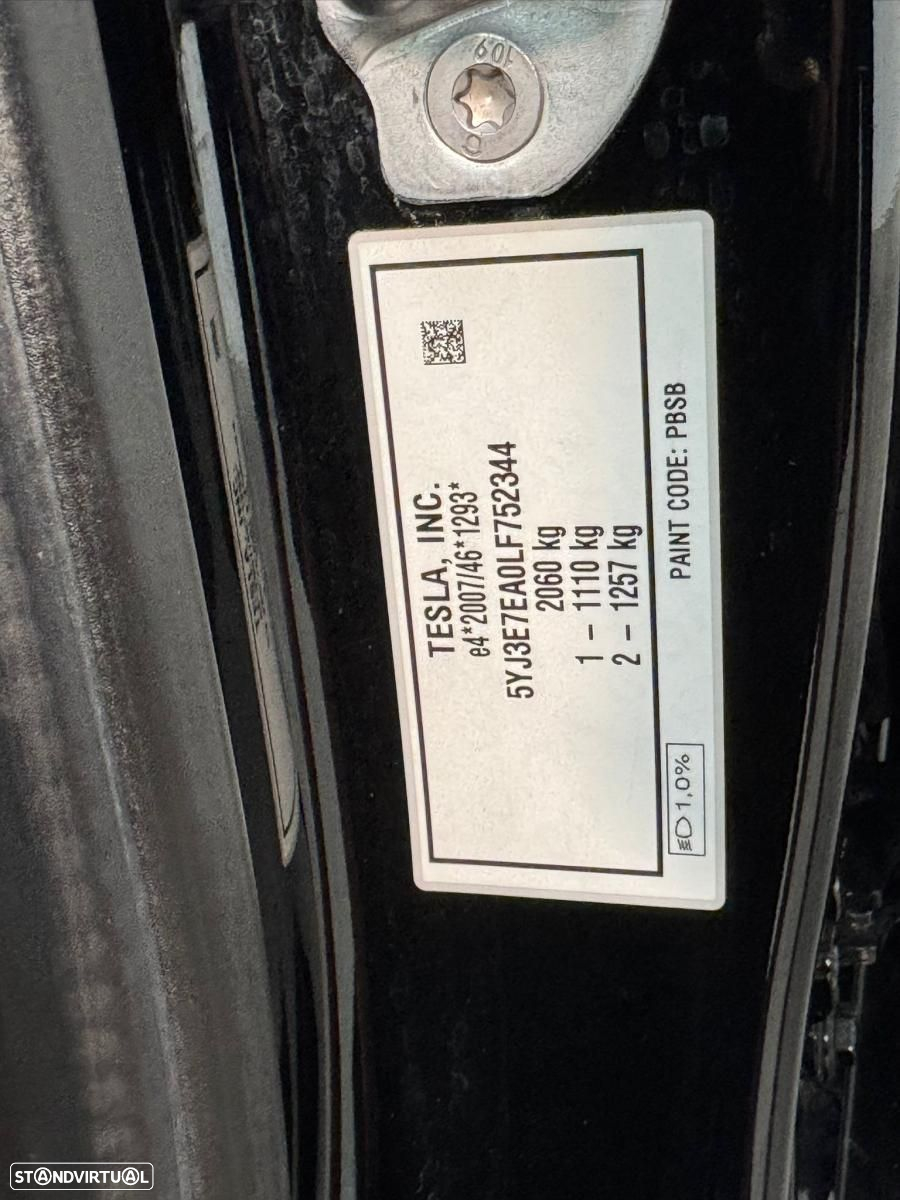 109
TESLA, INC.
e4*2007/46*1293*
5YJ3E7EA0LF752344
2060 kg
1 - 1110 kg
2 - 1257 kg
1,0%
PAINT CODE: PBSB
STANDVIRTUAL